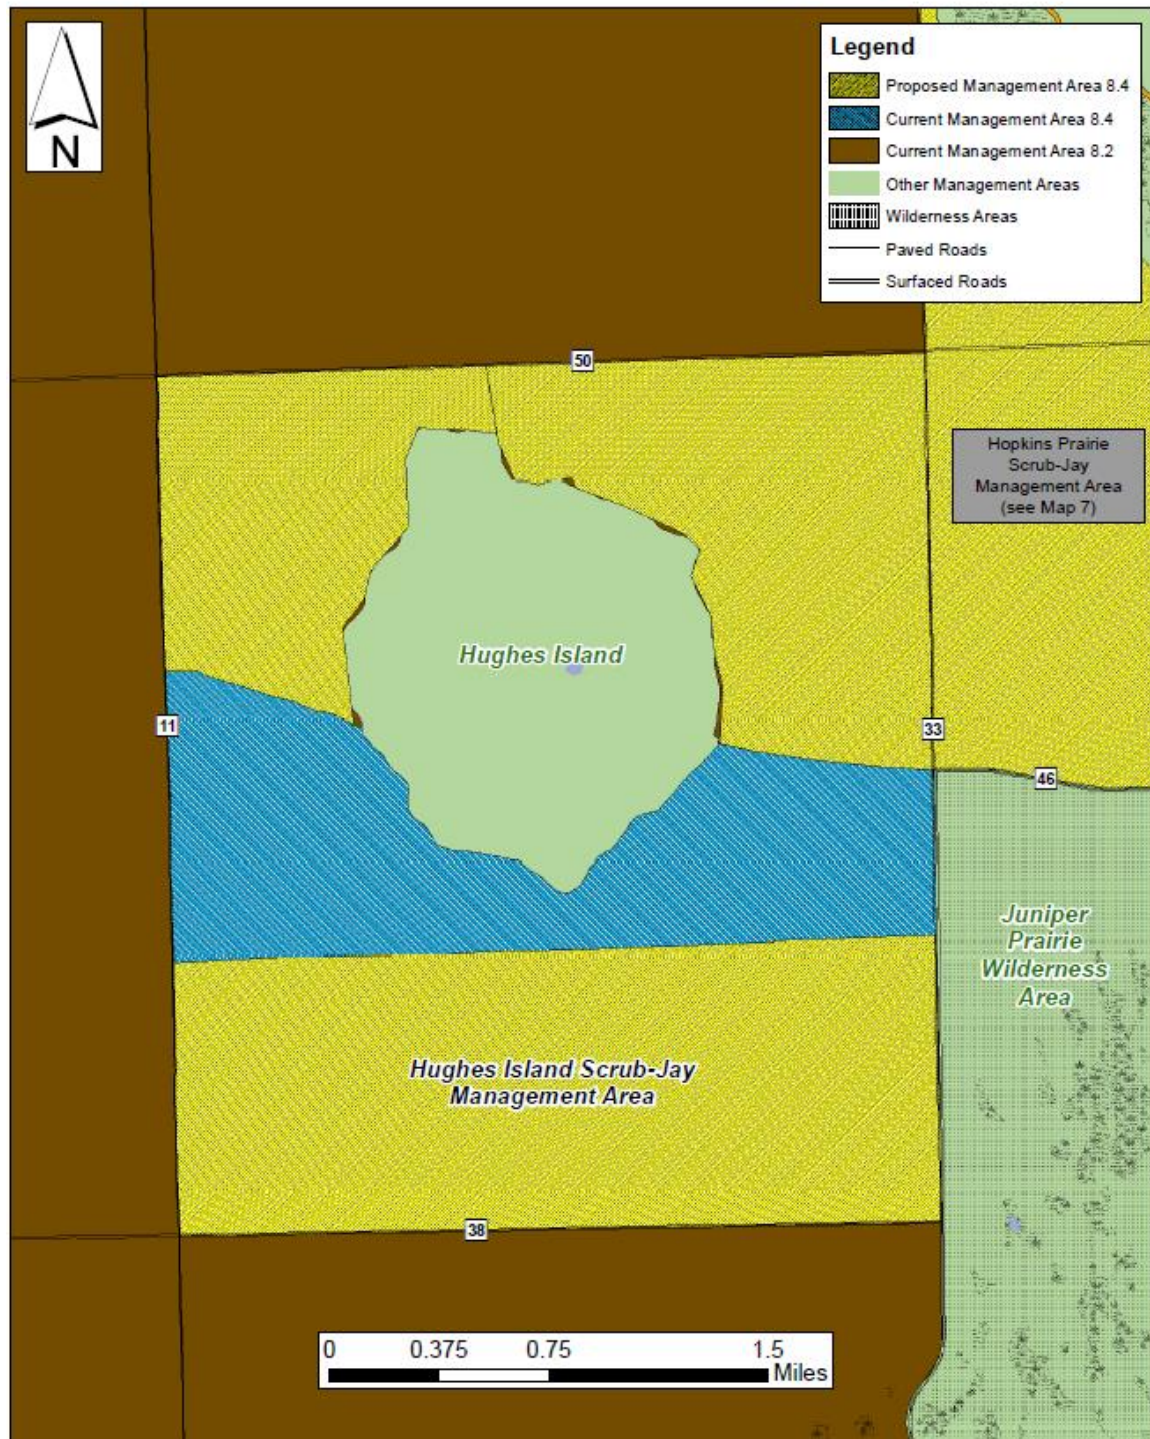 N
Legend
Proposed Management Area 8.4
Current Management Area 8.4
Current Management Area 8.2
Other Management Areas
Wilderness Areas
Paved Roads
Surfaced Roads
50
Hopkins Prairie
Scrub-Jay
Management Area
(see Map 7)
Hughes Island
11
33
46
Juniper
Prairie
Wilderness
Area
Hughes Island Scrub-Jay
Management Area
38
0 0.375 0.75 1.5
Miles